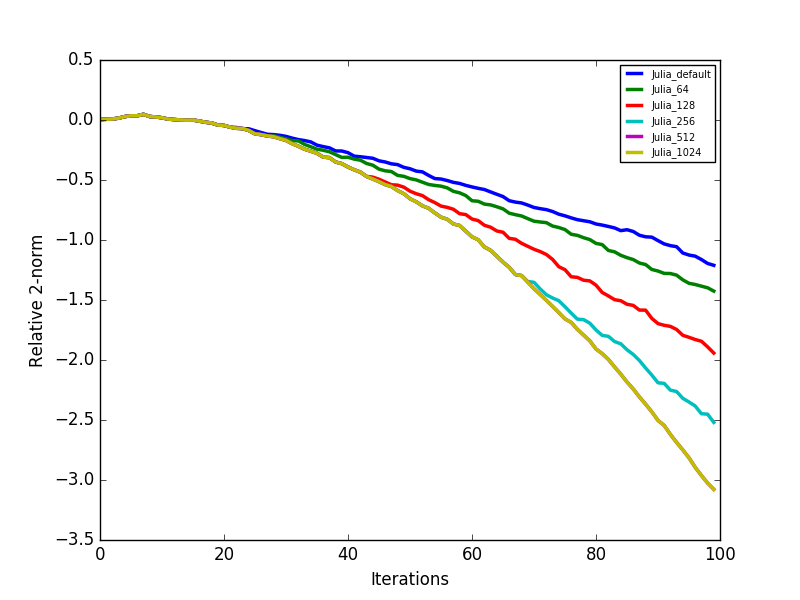 0.5
0.0
−0.5
−1.0
−1.5
−2.0
−2.5
−3.0
−3.5
Relative 2-norm
Julia_default
Julia_64
Julia_128
Julia_256
Julia_512
Julia_1024
0 20 40 60 80 100
Iterations